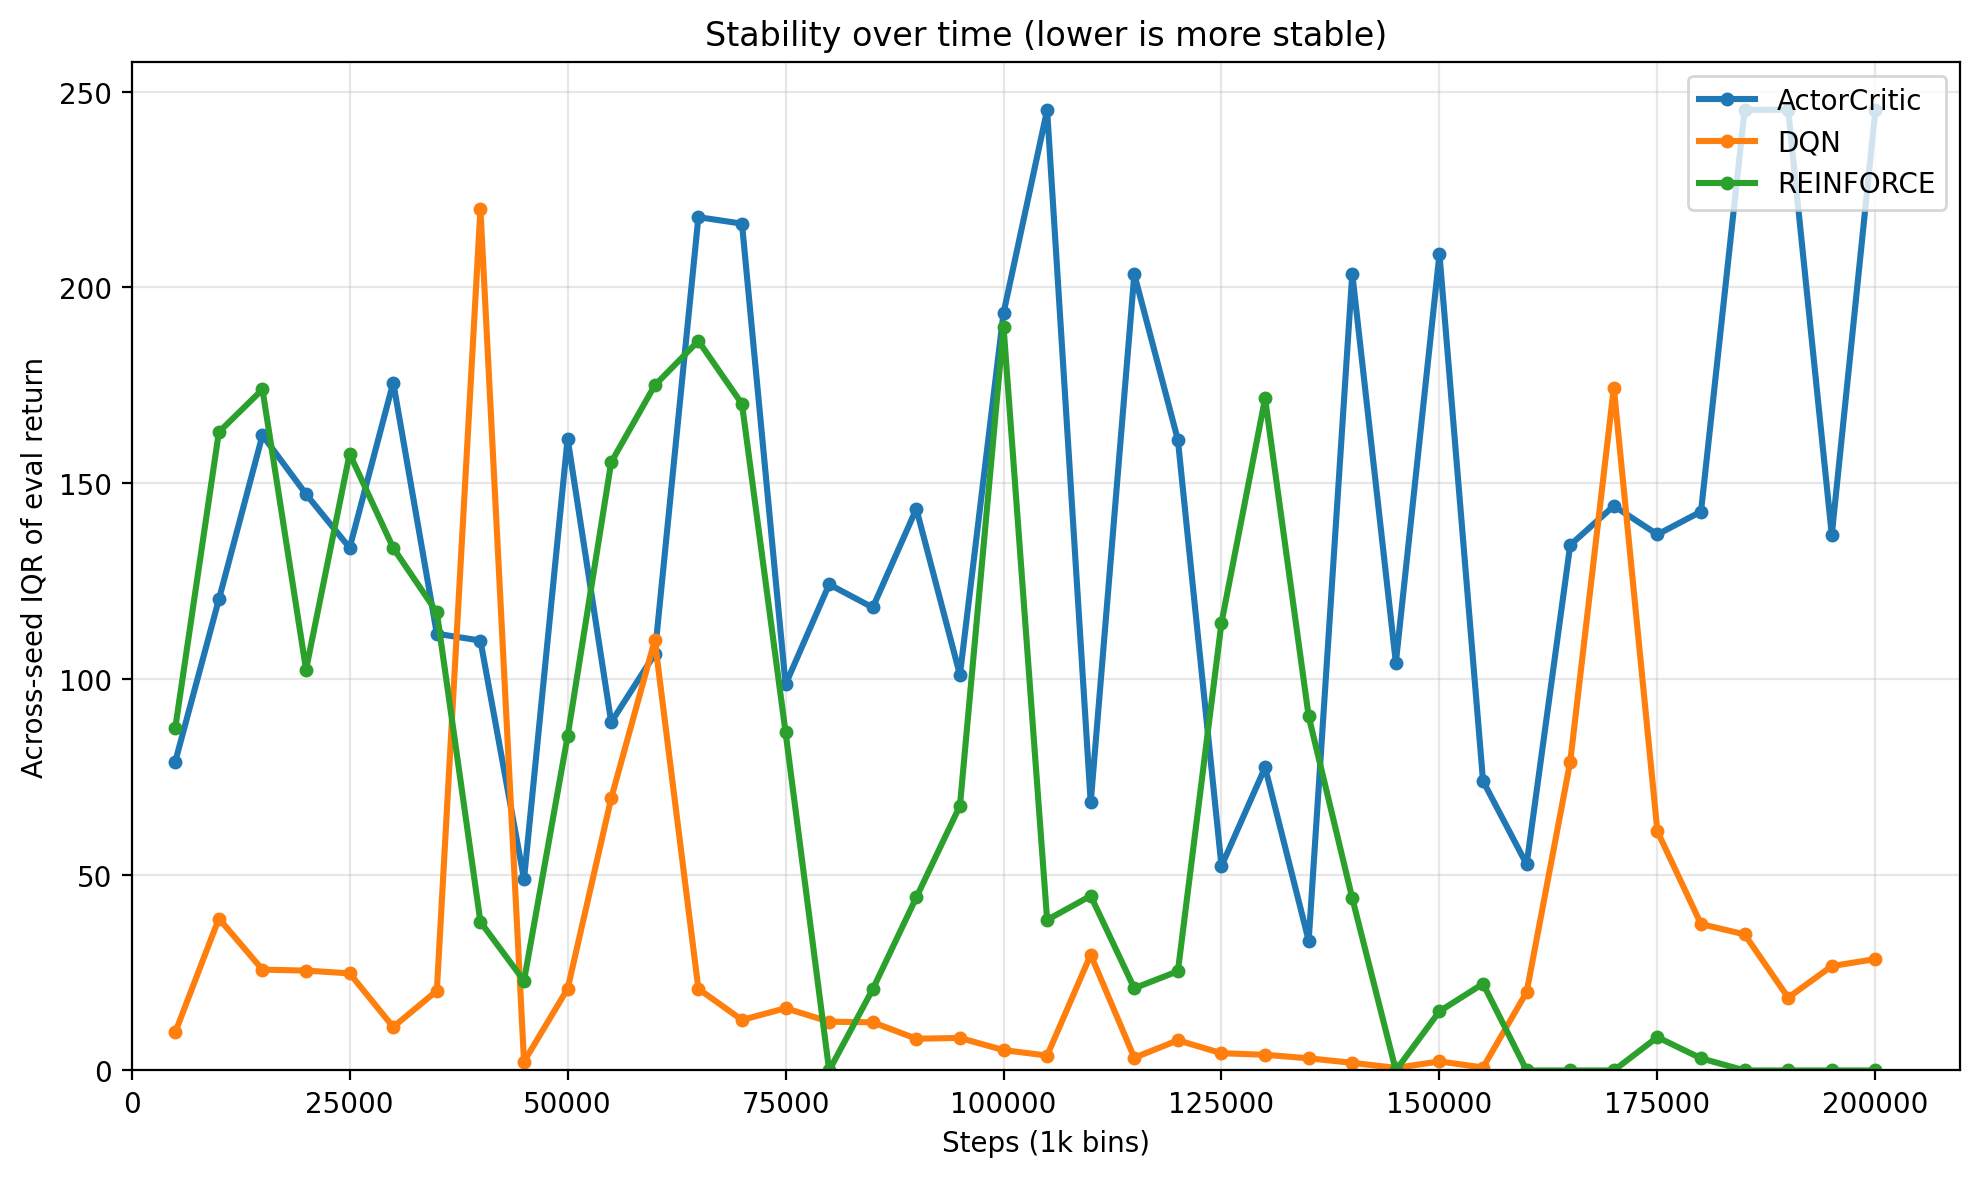 Stability over time (lower is more stable)
ActorCritic
DQN
REINFORCE
Across-seed IQR of eval return
250
200
150
100
50
0
0 25000 50000 75000 100000 125000 150000 175000 200000
Steps (1k bins)